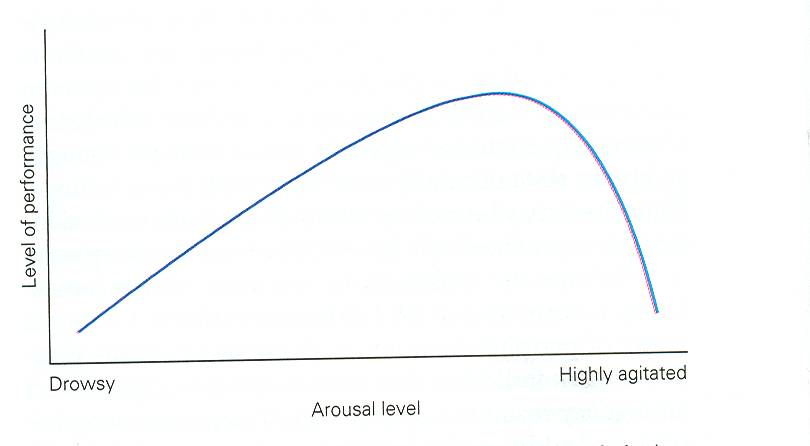 Level of performance
Drowsy
Highly agitated
Arousal level